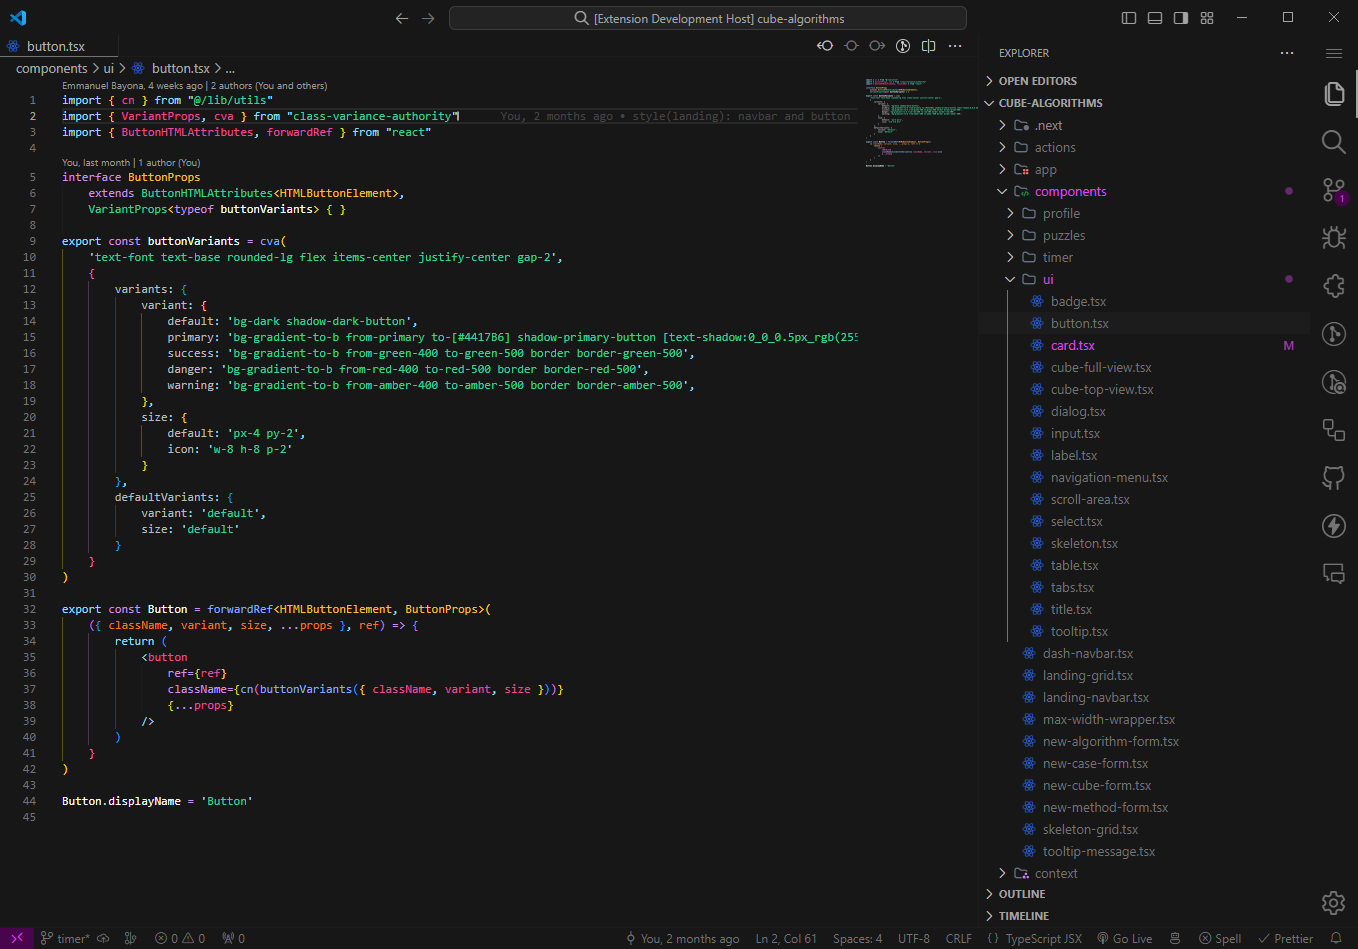 [Extension Development Host] cube-algorithms
button.tsx
components > ui > button.tsx > ...
Emmanuel Bayona, 4 weeks ago | 2 authors (You and others)
1 import { cn } from "@/lib/utils"
2 import { VariantProps, cva } from "class-variance-authority" You, 2 months ago • style(landing): navbar and button
3 import { ButtonHTMLAttributes, forwardRef } from "react"
4
You, last month | 1 author (You)
5 interface ButtonProps
6 extends ButtonHTMLAttributes<HTMLButtonElement>,
7 VariantProps<typeof buttonVariants> { }
8
9 export const buttonVariants = cva(
10 'text-font text-base rounded-lg flex items-center justify-center gap-2',
11 {
12 variants: {
13 variant: {
14 default: 'bg-dark shadow-dark-button',
15 primary: 'bg-gradient-to-b from-primary to-[#4417B6] shadow-primary-button [text-shadow:0_0_0.5px_rgb(255
16 success: 'bg-gradient-to-b from-green-400 to-green-500 border border-green-500',
17 danger: 'bg-gradient-to-b from-red-400 to-red-500 border border-red-500',
18 warning: 'bg-gradient-to-b from-amber-400 to-amber-500 border border-amber-500',
19 },
20 size: {
21 default: 'px-4 py-2',
22 icon: 'w-8 h-8 p-2'
23 }
24 },
25 defaultVariants: {
26 variant: 'default',
27 size: 'default'
28 }
29 }
30 )
31
32 export const Button = forwardRef<HTMLButtonElement, ButtonProps>(
33 ({ className, variant, size, ...props }, ref) => {
34 return (
35 <button
36 ref={ref}
37 className={cn(buttonVariants({ className, variant, size }))}
38 {...props}
39 />
40 )
41 }
42 )
43
44 Button.displayName = 'Button'
45
EXPLORER
OPEN EDITORS
CUBE-ALGORITHMS
.next
actions
app
components
profile
puzzles
timer
ui
badge.tsx
button.tsx
card.tsx M
cube-full-view.tsx
cube-top-view.tsx
dialog.tsx
input.tsx
label.tsx
navigation-menu.tsx
scroll-area.tsx
select.tsx
skeleton.tsx
table.tsx
tabs.tsx
title.tsx
tooltip.tsx
dash-navbar.tsx
landing-grid.tsx
landing-navbar.tsx
max-width-wrapper.tsx
new-algorithm-form.tsx
new-case-form.tsx
new-cube-form.tsx
new-method-form.tsx
skeleton-grid.tsx
tooltip-message.tsx
context
OUTLINE
TIMELINE
1
timer* 0 0 0 You, 2 months ago Ln 2, Col 61 Spaces: 4 UTF-8 CRLF {} TypeScript JSX Go Live Spell Prettier